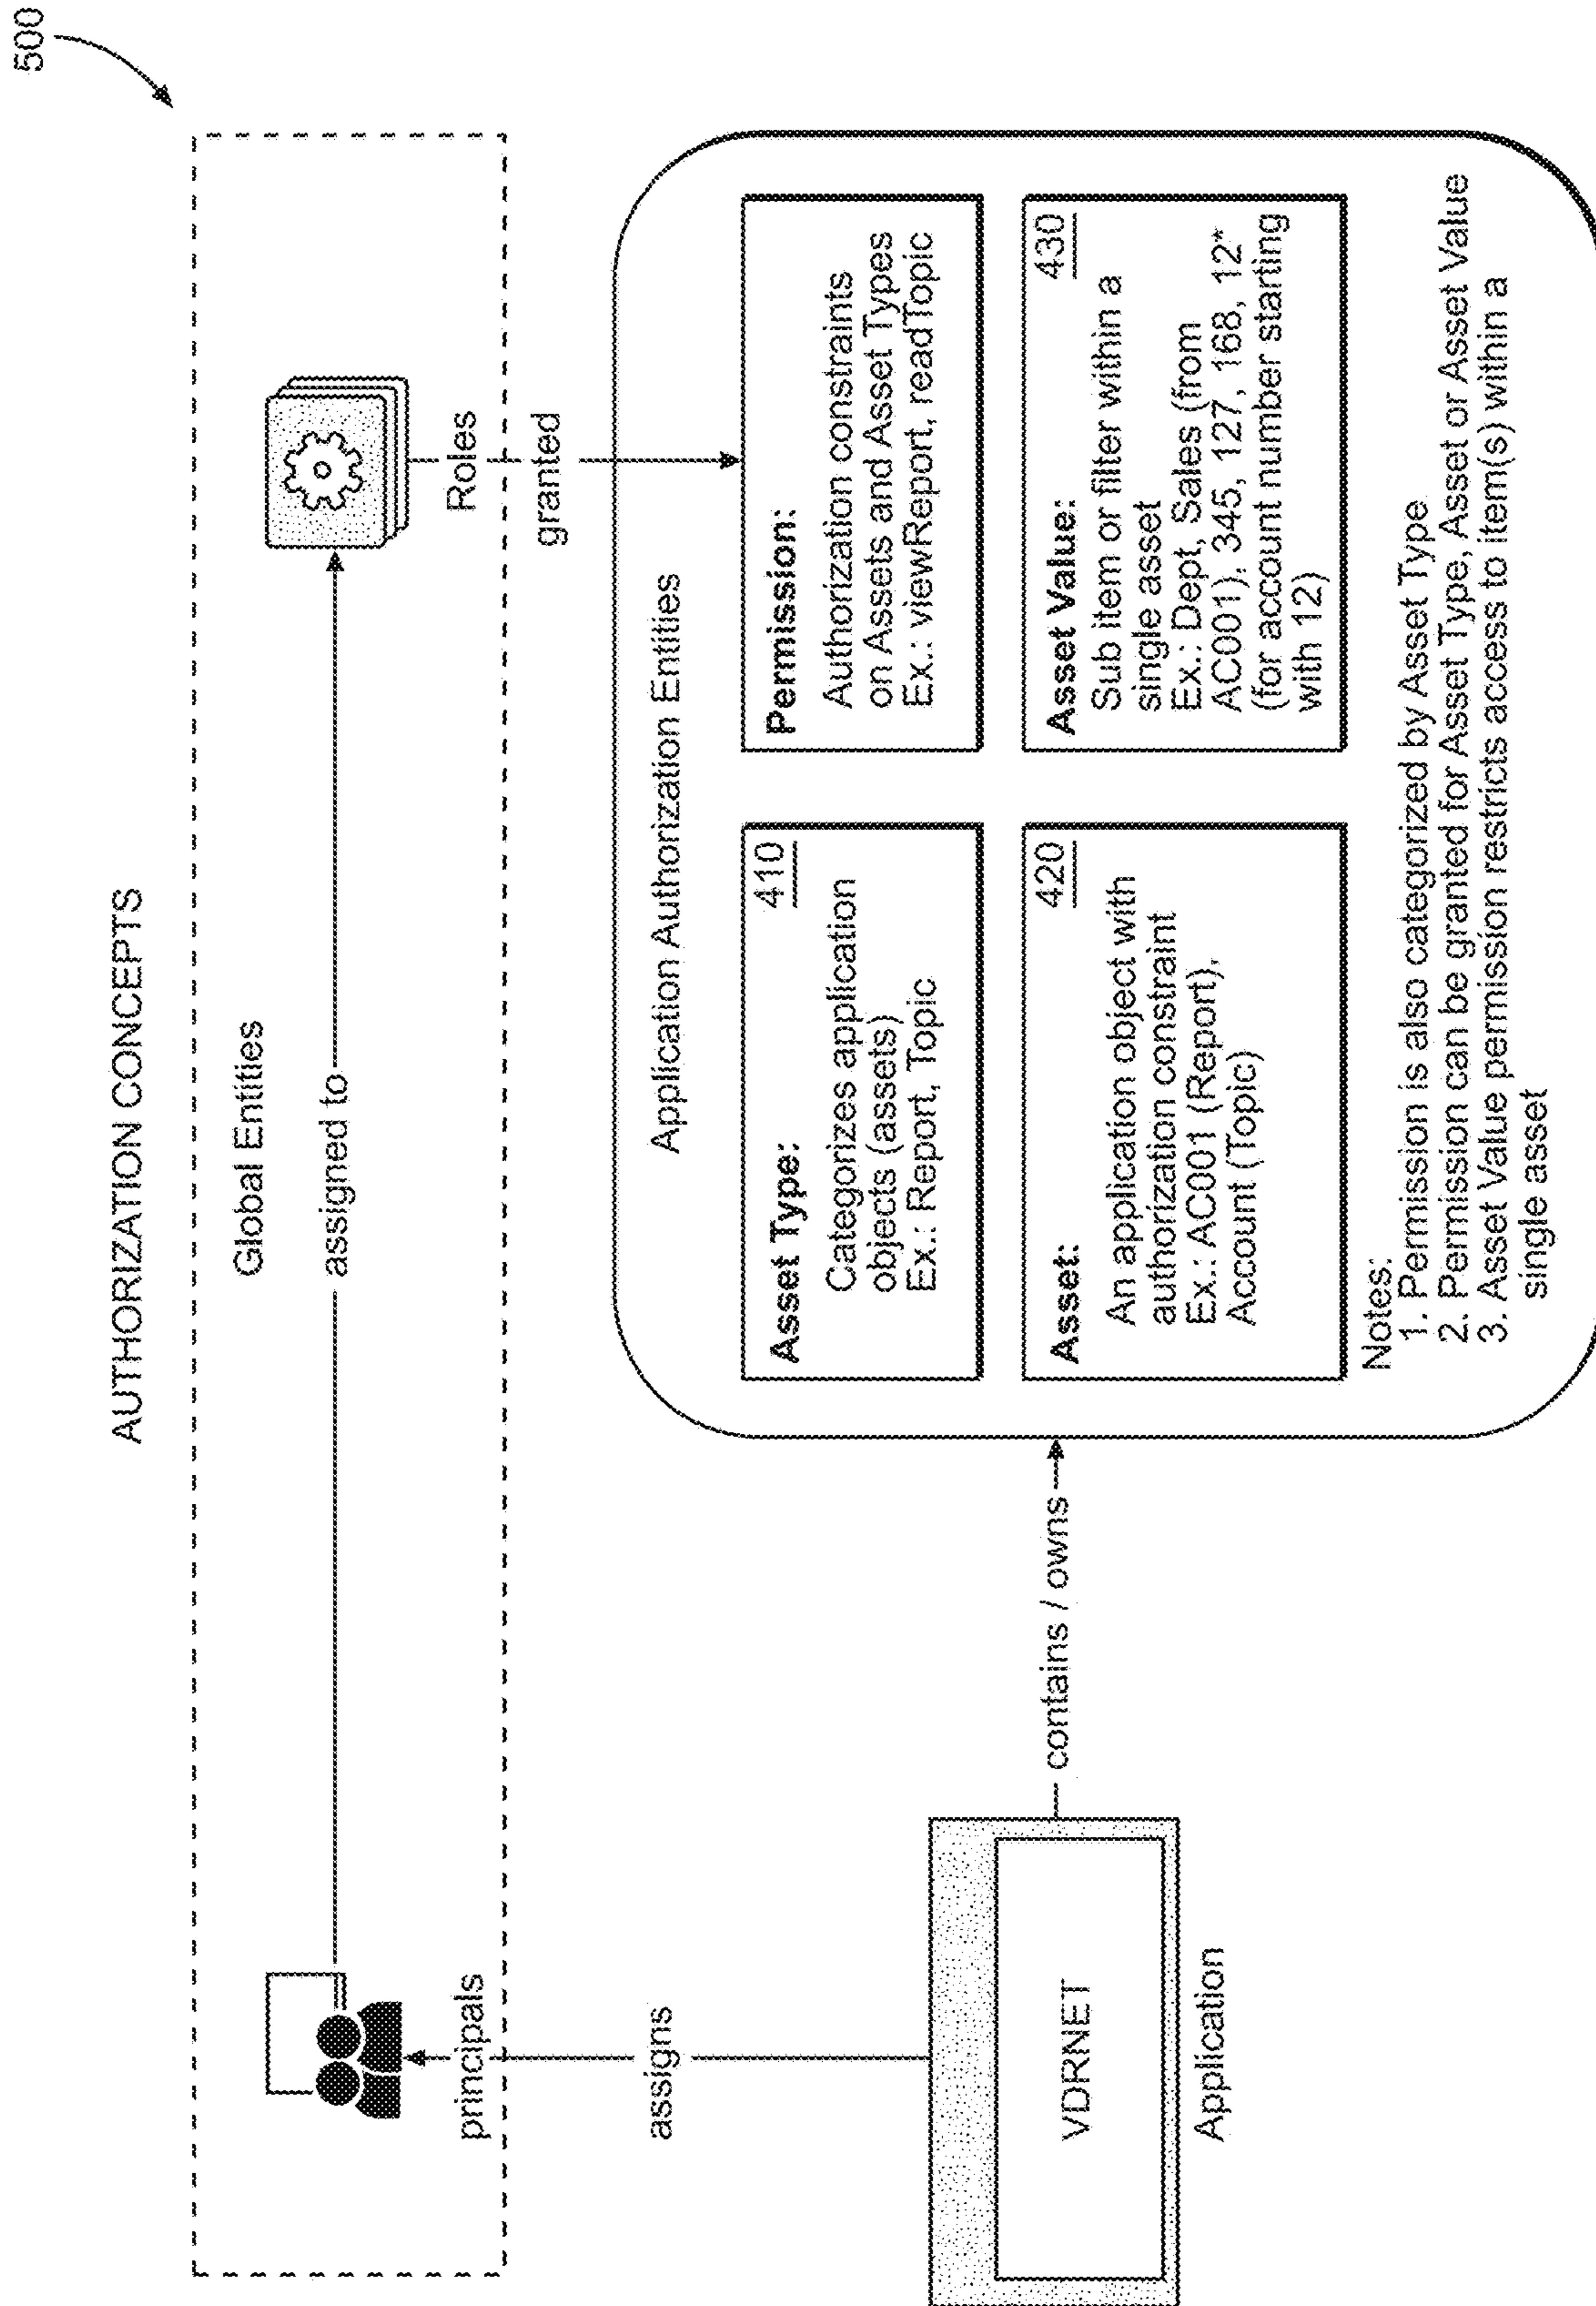 500
AUTHORIZATION CONCEPTS
Global Entities
assigned to
principals
Roles
assigns
granted
VDRNET
Application
contains / owns
Application Authorization Entities
Asset Type:
410
Categorizes application
objects (assets)
Ex.: Report, Topic
Permission:
Authorization constraints
on Assets and Asset Types
Ex.: viewReport, readTopic
Asset:
420
An application object with
authorization constraint
Ex.: AC001 (Report),
Account (Topic)
Asset Value:
430
Sub item or filter within a
single asset
Ex.: Dept, Sales (from
AC001), 345, 127, 168, 12*
(for account number starting
with 12)
Notes:
1. Permission is also categorized by Asset Type
2. Permission can be granted for Asset Type, Asset or Asset Value
3. Asset Value permission restricts access to item(s) within a
single asset